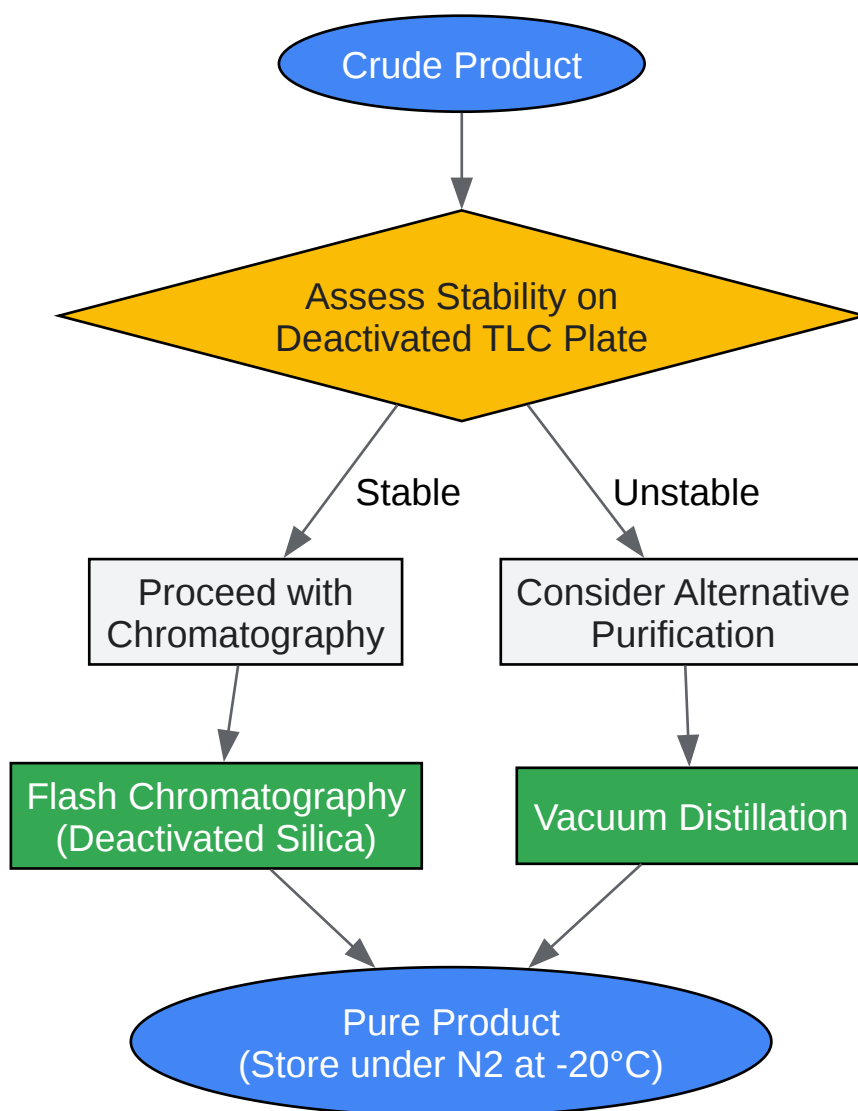 Crude Product
Assess Stability on
Deactivated TLC Plate
Stable
Unstable
Proceed with
Chromatography
Consider Alternative
Purification
Flash Chromatography
(Deactivated Silica)
Vacuum Distillation
Pure Product
(Store under N2 at -20°C)